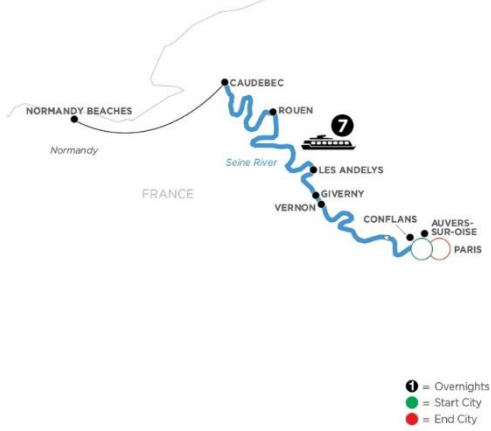 CAUDEBEC
NORMANDY BEACHES
ROUEN
7
Normandy
Seine River
LES ANDELYS
FRANCE
GIVERNY
VERNON
CONFLANS
AUVERS-
SUR-OISE
PARIS
1 = Overnights
= Start City
= End City